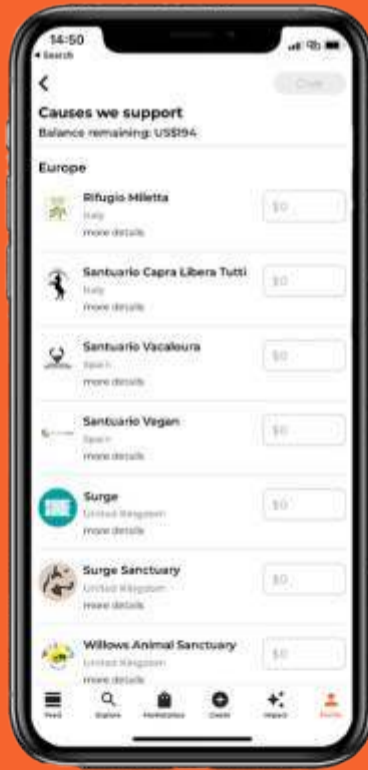 14:50
Search
Give
Causes we support
Balance remaining: US$194
Europe
Rifugio Miletta
$0
Italy
more details
Santuario Capra Libera Tutti
$0
Italy
more details
Santuario Vacaloura
$0
Spain
more details
Santuario Vegan
$0
Spain
more details
SURGE
Surge
$0
United Kingdom
more details
Surge Sanctuary
$0
United Kingdom
more details
Willows Animal Sanctuary
$0
United Kingdom
more details
Feed
Explore
Marketplace
Create
Impact
Profile